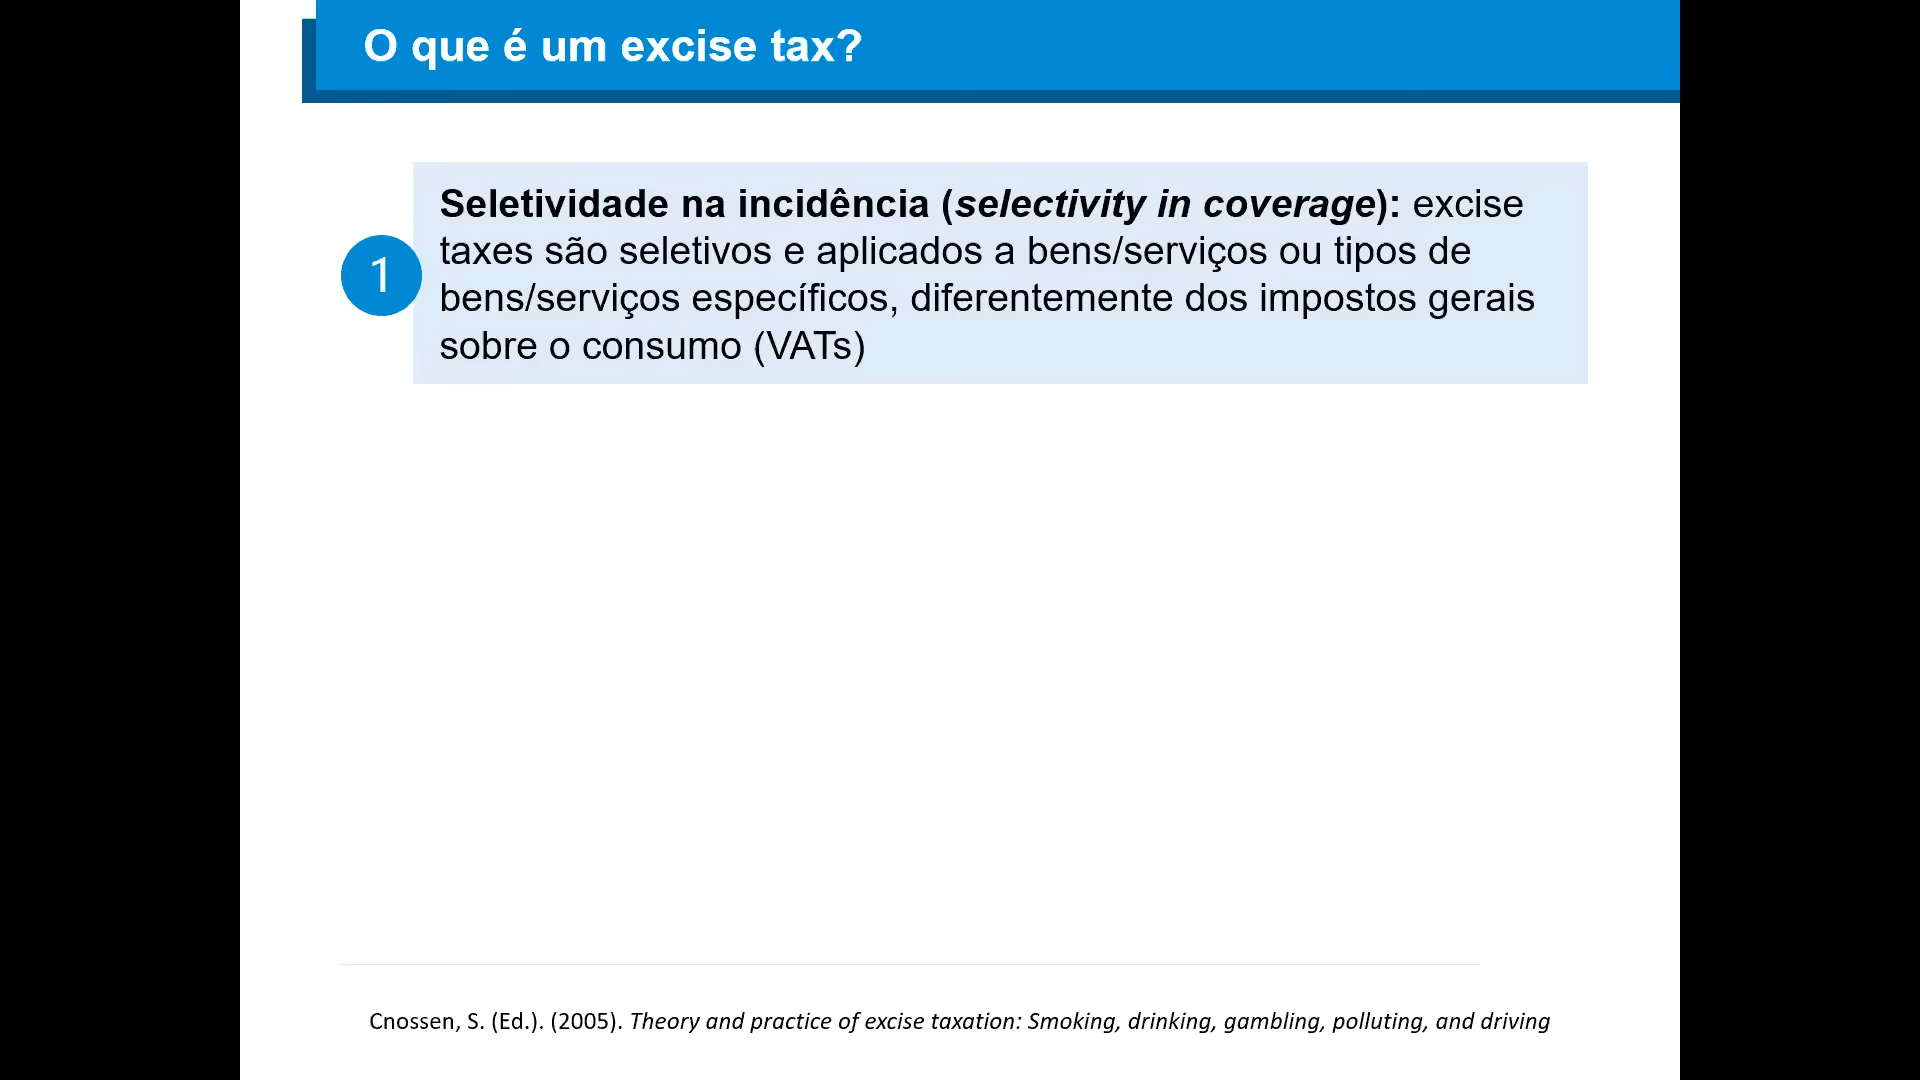 O que é um excise tax?
1
Seletividade na incidência (selectivity in coverage): excise
taxes são seletivos e aplicados a bens/serviços ou tipos de
bens/serviços específicos, diferentemente dos impostos gerais
sobre o consumo (VATs)
Cnossen, S. (Ed.). (2005). Theory and practice of excise taxation: Smoking, drinking, gambling, polluting, and driving